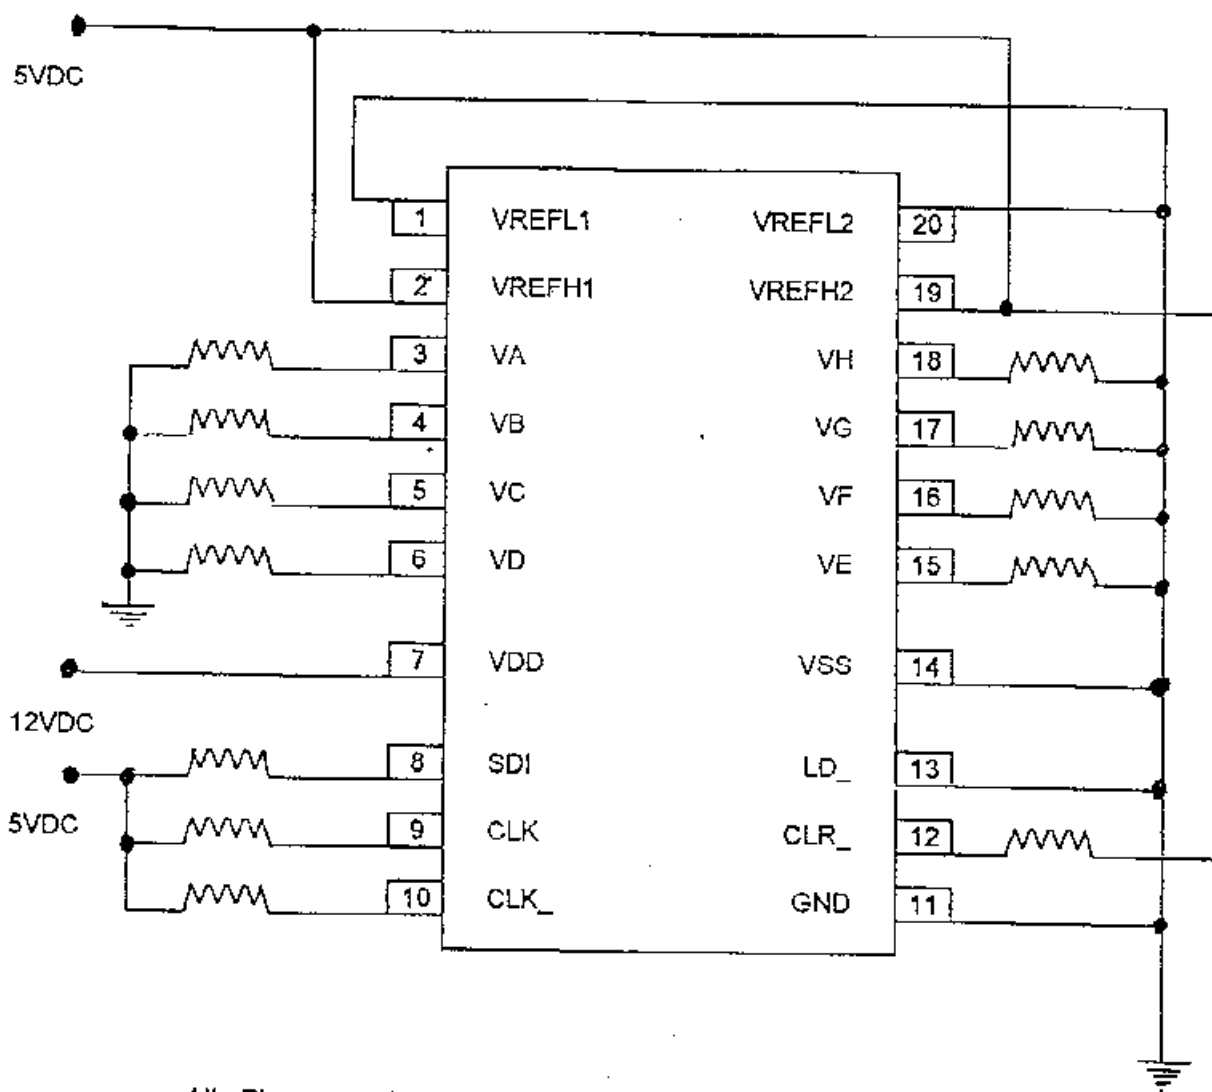 5VDC
1 VREFL1 VREFL2 20
2 VREFH1 VREFH2 19
3 VA VH 18
4 VB VG 17
5 VC VF 16
6 VD VE 15
7 VDD VSS 14
12VDC
8 SDI LD_ 13
5VDC
9 CLK CLR_ 12
10 CLK_ GND 11